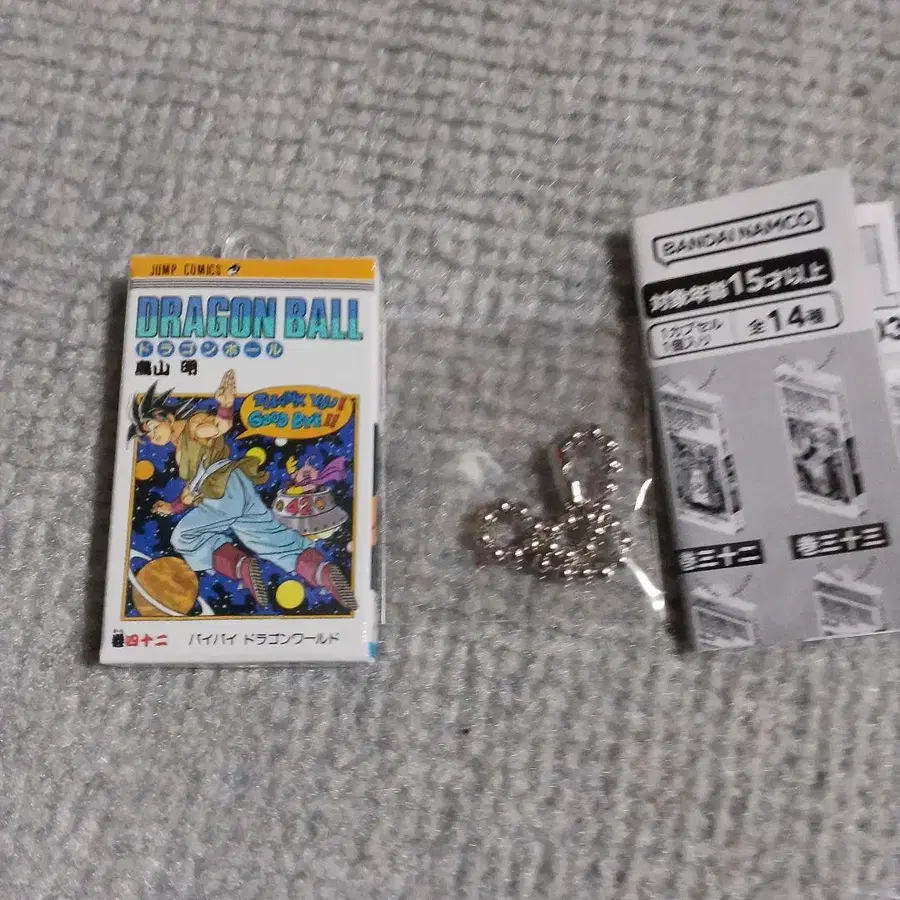 JUMP COMICS
DRAGON BALL
ドラゴンボール
鳥山 明
THANK YOU!
GOOD BYE!!
42
巻四十二
バイバイ ドラゴンワールド
BANDAI NAMCO
対象年齢15才以上
1カプセル
1個入り
全14種
巻三十二
巻三十三